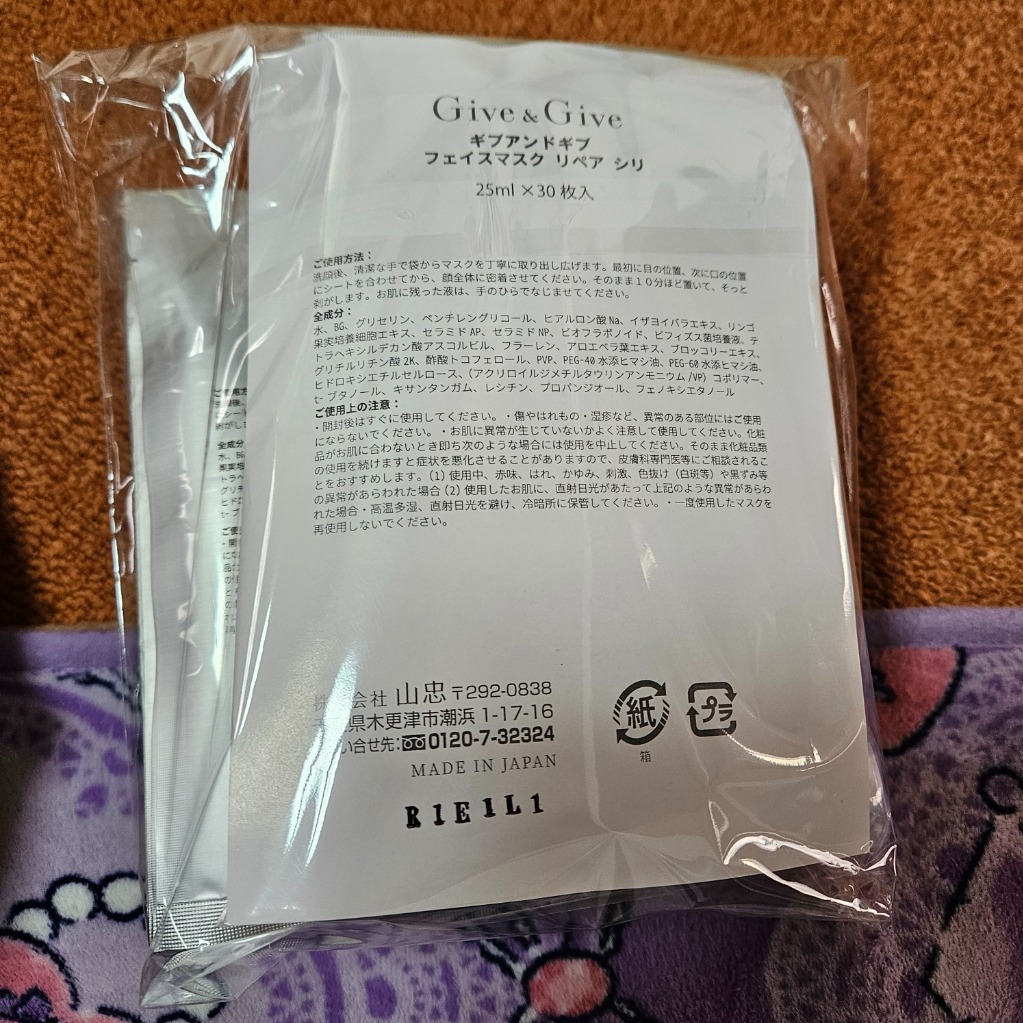 Give & Give
ギブアンドギブ
フェイスマスク リペア シリ
25ml ×30 枚入
ご使用方法：
洗顔後、清潔な手で袋からマスクを丁寧に取り出し広げます。最初に目の位置、次に口の位置
にシートを合わせてから、顔全体に密着させてください。そのまま10分ほど置いて、そっと
剥がします。お肌に残った液は、手のひらでなじませてください。
全成分：
水、BG、グリセリン、ペンチレングリコール、ヒアルロン酸 Na、イザヨイバラエキス、リンゴ
果実培養細胞エキス、セラミド AP、セラミド NP、ビオフラボノイド、ビフィズス菌培養液、テ
トラヘキシルデカン酸アスコルビル、フラーレン、アロエベラ葉エキス、ブロッコリーエキス、
グリチルリチン酸 2K、酢酸トコフェロール、PVP、PEG-40 水添ヒマシ油、PEG-60 水添ヒマシ油、
ヒドロキシエチルセルロース、（アクリロイルジメチルタウリンアンモニウム /VP）コポリマー、
t- ブタノール、キサンタンガム、レシチン、プロパンジオール、フェノキシエタノール
ご使用上の注意：
・開封後はすぐに使用してください。・傷やはれもの・湿疹など、異常のある部位にはご使用
にならないでください。・お肌に異常が生じていないかよく注意して使用してください。化粧
品がお肌に合わないとき即ち次のような場合には使用を中止してください。そのまま化粧品類
の使用を続けますと症状を悪化させることがありますので、皮膚科専門医等にご相談されるこ
とをおすすめします。(1) 使用中、赤味、はれ、かゆみ、刺激、色抜け（白斑等）や黒ずみ等
の異常があらわれた場合 (2) 使用したお肌に、直射日光があたって上記のような異常があらわ
れた場合・高温多湿、直射日光を避け、冷暗所に保管してください。・一度使用したマスクを
再使用しないでください。
株式会社 山忠 〒292-0838
県木更津市潮浜 1-17-16
い合せ先：0120-7-32324
MADE IN JAPAN
R1E1L1
紙
箱
プラ